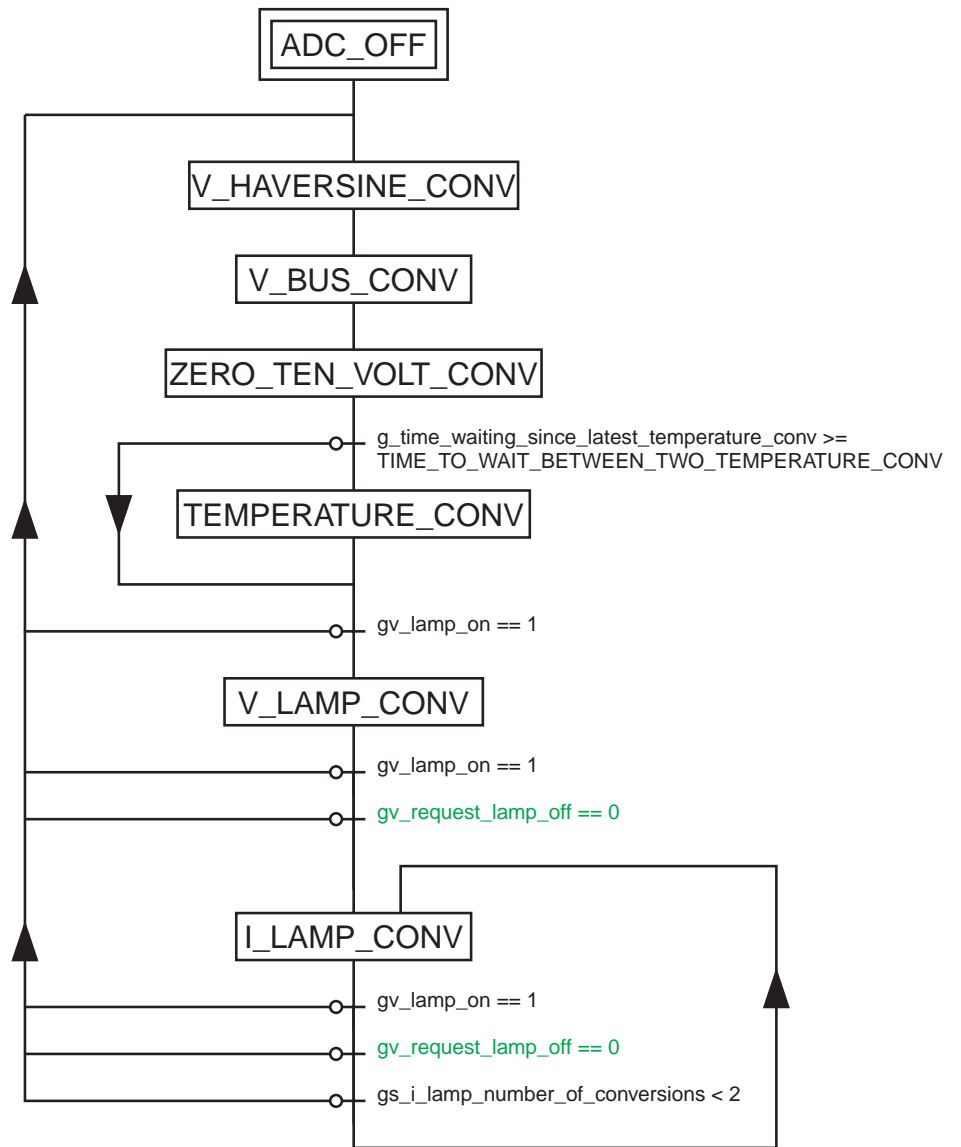 ADC_OFF
V_HAVERSINE_CONV
V_BUS_CONV
ZERO_TEN_VOLT_CONV
g_time_waiting_since_latest_temperature_conv >=
TIME_TO_WAIT_BETWEEN_TWO_TEMPERATURE_CONV
TEMPERATURE_CONV
gv_lamp_on == 1
V_LAMP_CONV
gv_lamp_on == 1
gv_request_lamp_off == 0
I_LAMP_CONV
gv_lamp_on == 1
gv_request_lamp_off == 0
gs_i_lamp_number_of_conversions < 2